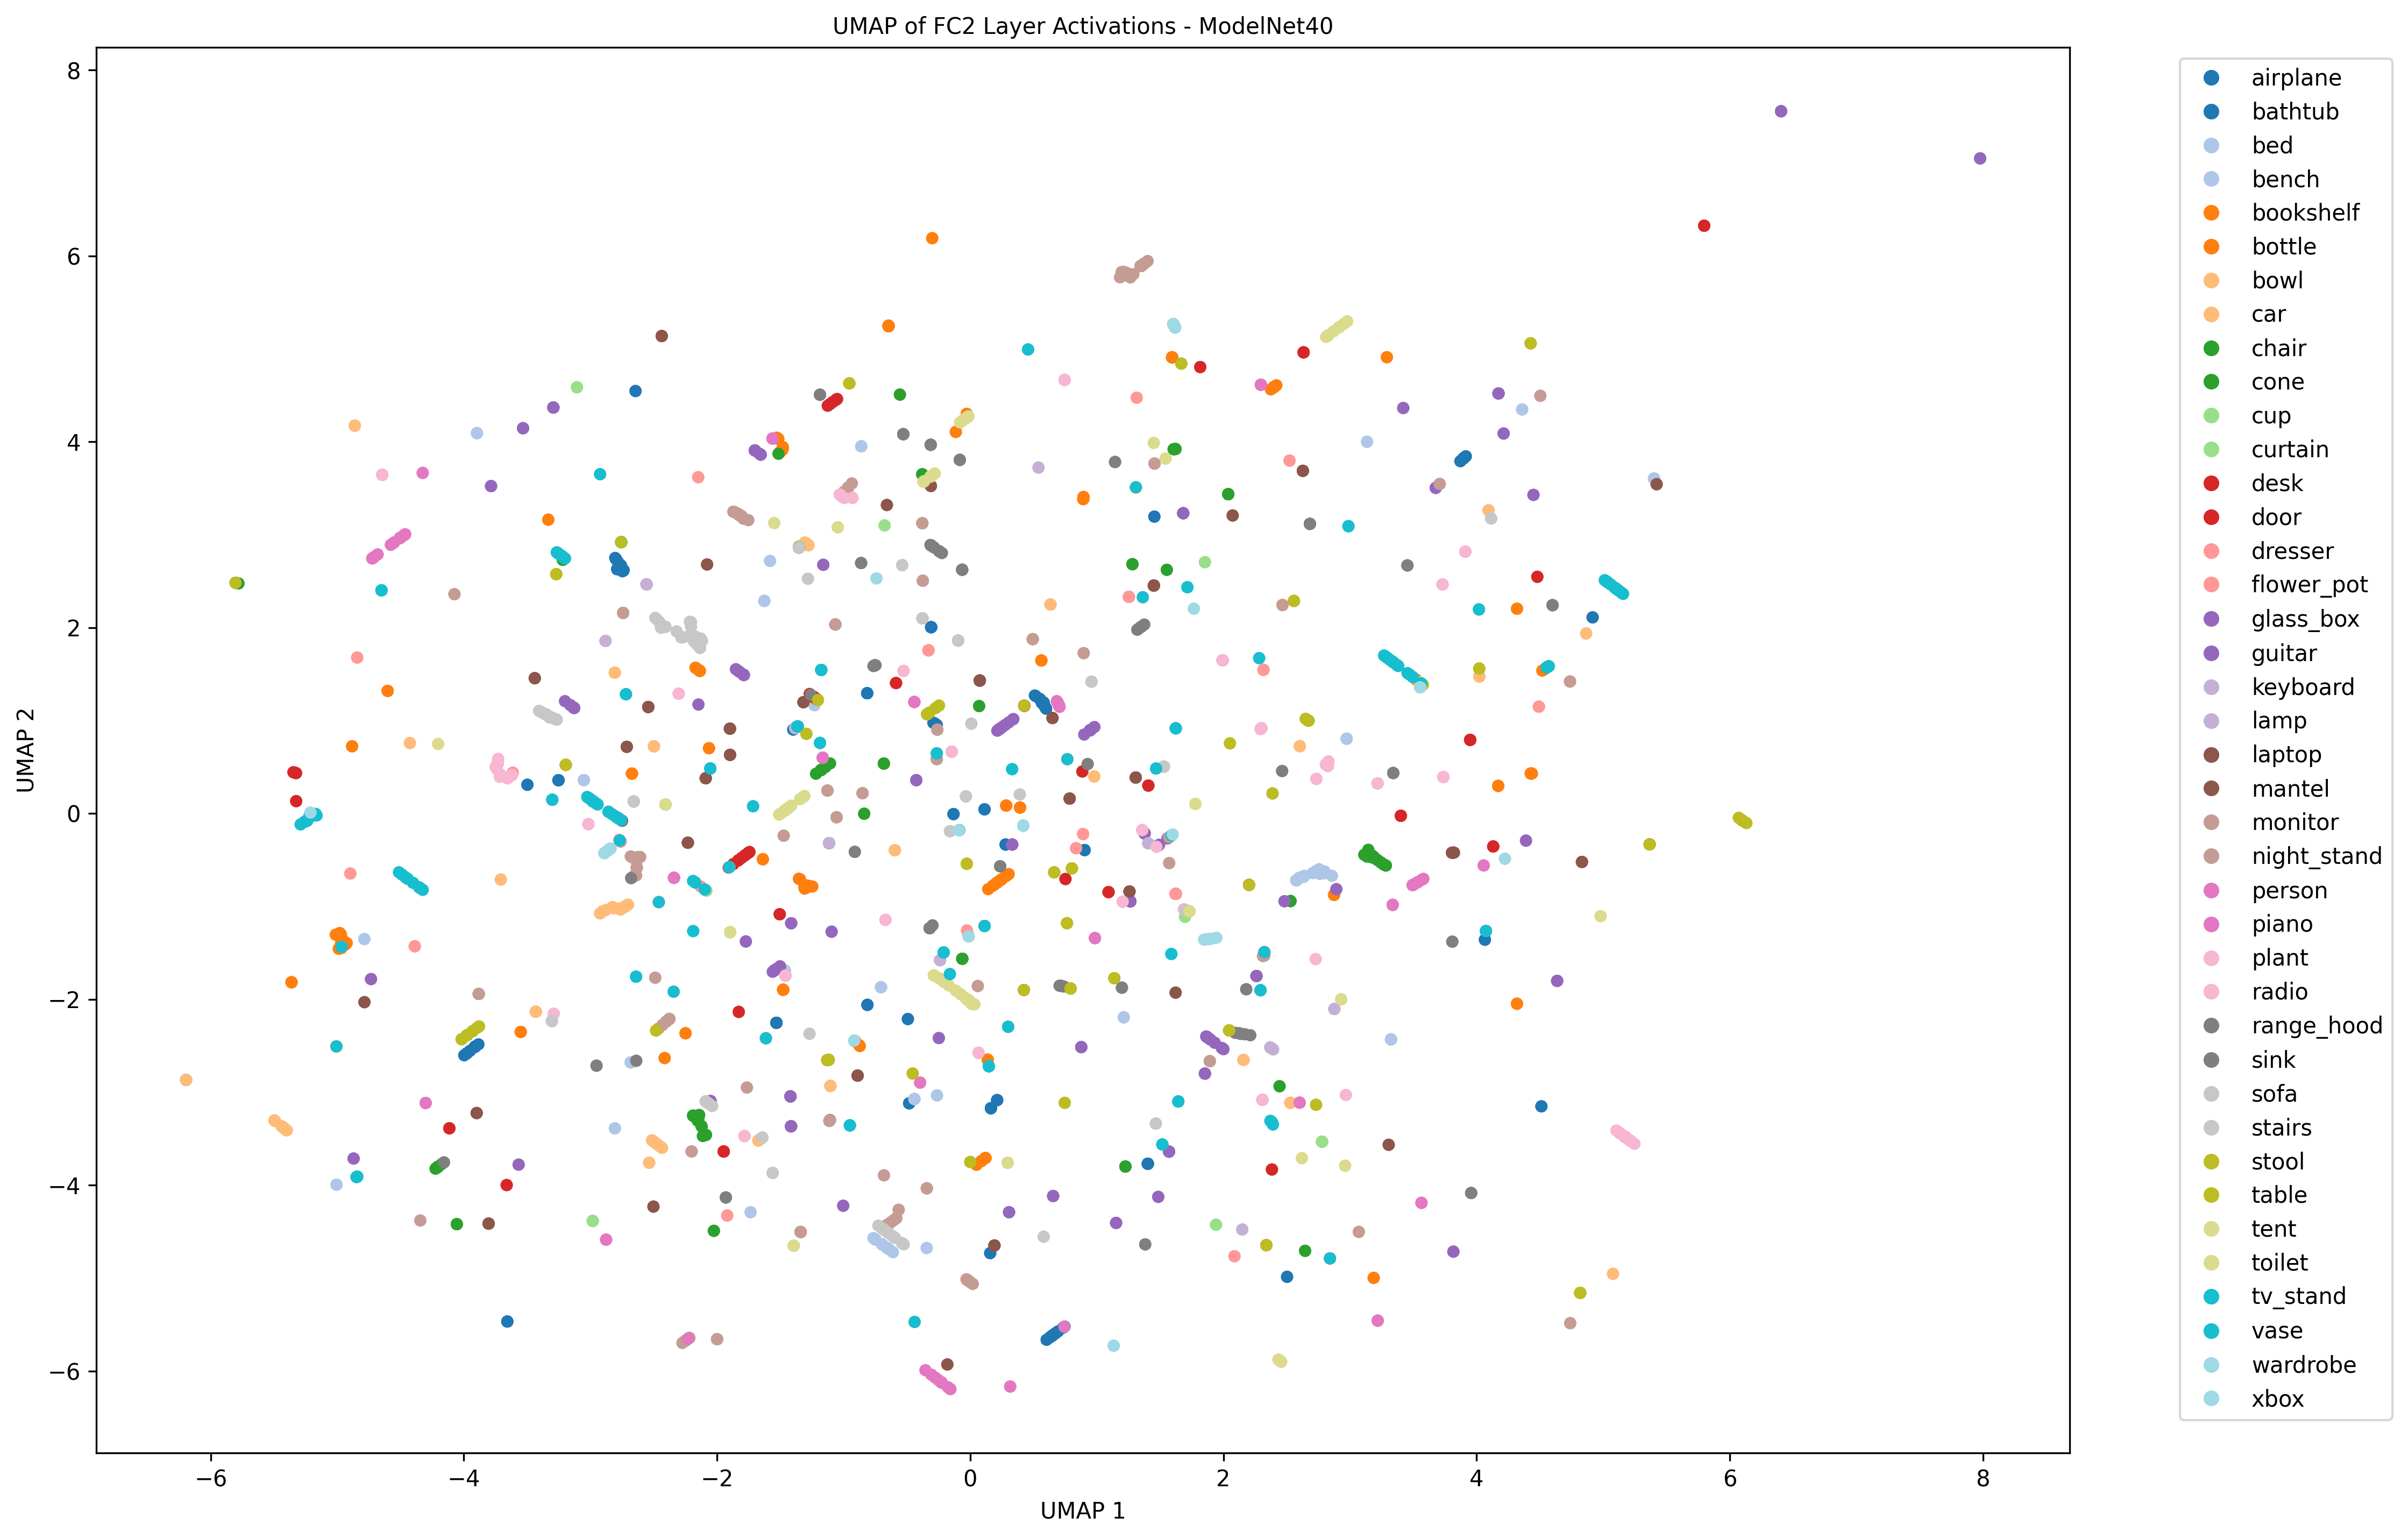 UMAP of FC2 Layer Activations - ModelNet40
8
6
4
2
0
−2
−4
−6
UMAP 2
−6
−4
−2
0
2
4
6
8
UMAP 1
airplane
bathtub
bed
bench
bookshelf
bottle
bowl
car
chair
cone
cup
curtain
desk
door
dresser
flower_pot
glass_box
guitar
keyboard
lamp
laptop
mantel
monitor
night_stand
person
piano
plant
radio
range_hood
sink
sofa
stairs
stool
table
tent
toilet
tv_stand
vase
wardrobe
xbox